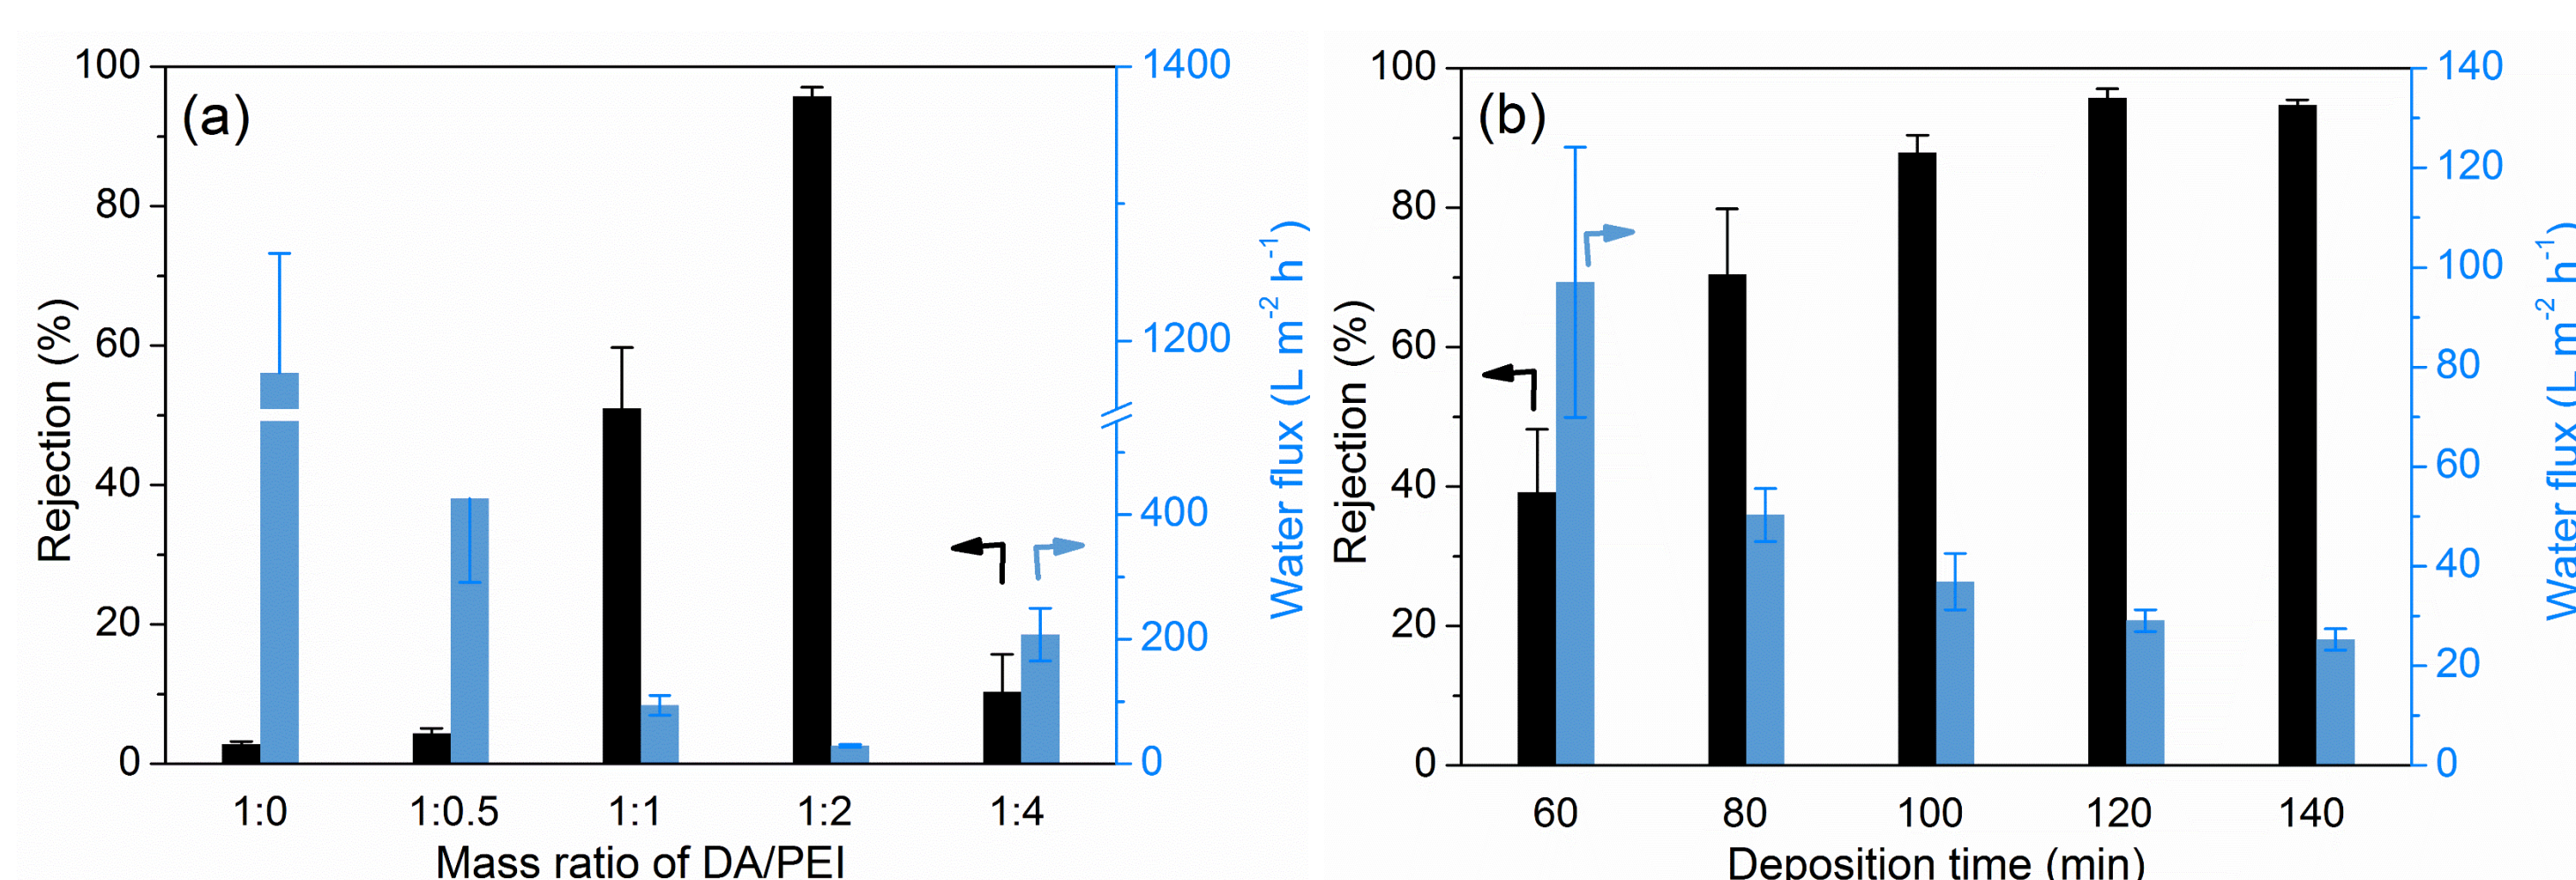 (a)
100
80
60
40
20
0
Rejection (%)
1400
1200
400
200
0
Water flux (L m⁻² h⁻¹)
1:0 1:0.5 1:1 1:2 1:4
Mass ratio of DA/PEI
(b)
100
80
60
40
20
0
Rejection (%)
140
120
100
80
60
40
20
0
Water flux (L m⁻² h⁻¹)
60 80 100 120 140
Deposition time (min)